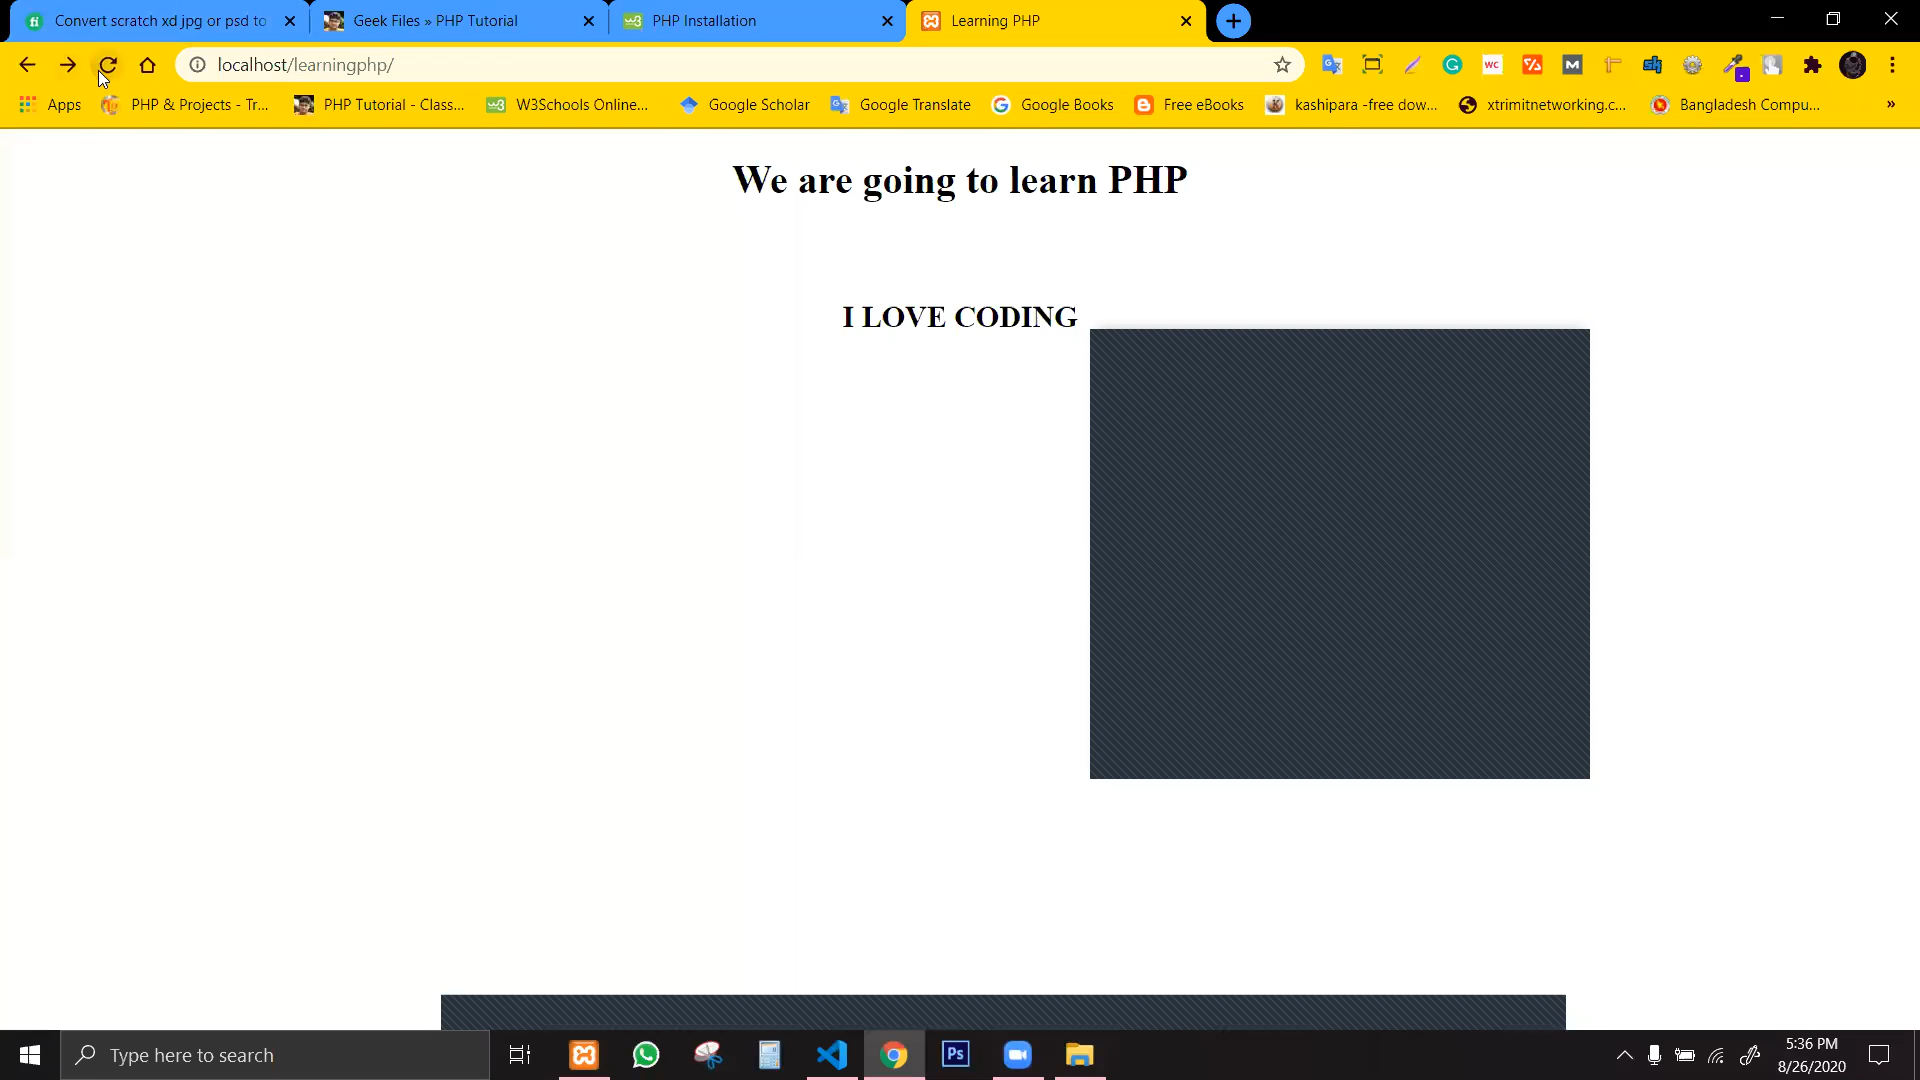 Convert scratch xd jpg or psd to
Geek Files » PHP Tutorial
PHP Installation
Learning PHP
localhost/learningphp/
Apps
PHP & Projects - Tr...
PHP Tutorial - Class...
W3Schools Online...
Google Scholar
Google Translate
Google Books
Free eBooks
kashipara -free dow...
xtrimitnetworking.c...
Bangladesh Compu...
»
We are going to learn PHP
I LOVE CODING
Type here to search
Ps
5:36 PM
8/26/2020